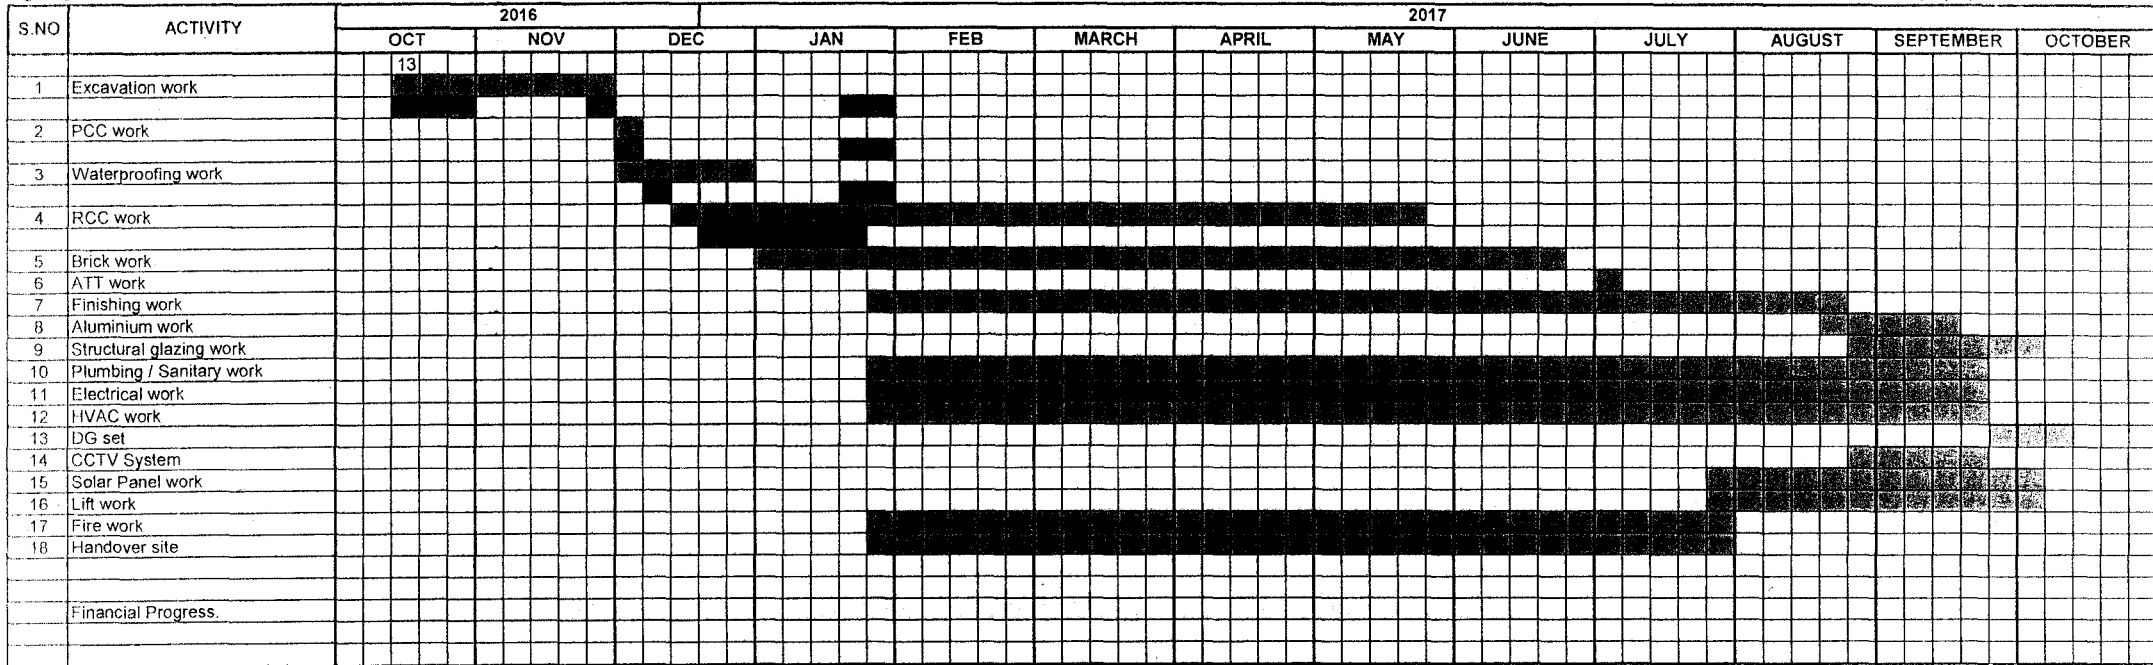 2016 2017
S.NO ACTIVITY
OCT NOV DEC JAN FEB MARCH APRIL MAY JUNE JULY AUGUST SEPTEMBER OCTOBER
13
1 Excavation work
2 PCC work
3 Waterproofing work
4 RCC work
5 Brick work
6 ATT work
7 Finishing work
8 Aluminium work
9 Structural glazing work
10 Plumbing / Sanitary work
11 Electrical work
12 HVAC work
13 DG set
14 CCTV System
15 Solar Panel work
16 Lift work
17 Fire work
18 Handover site
Financial Progress.